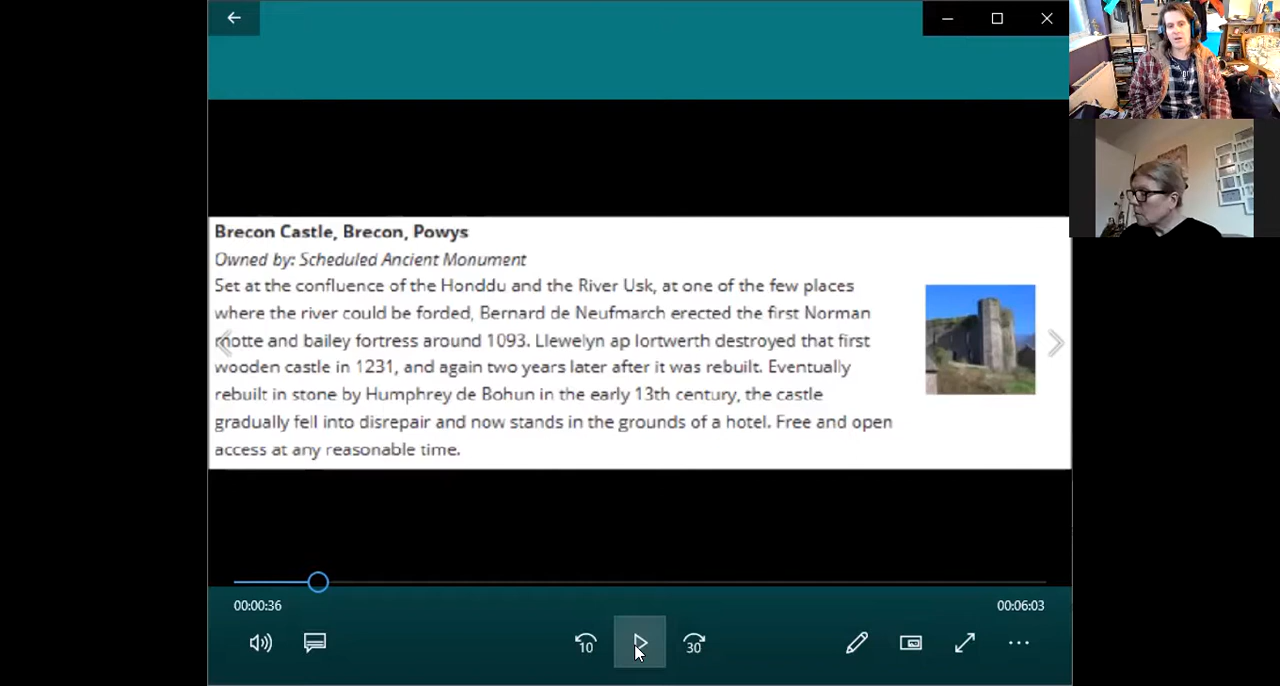 Brecon Castle, Brecon, Powys
Owned by: Scheduled Ancient Monument
Set at the confluence of the Honddu and the River Usk, at one of the few places
where the river could be forded, Bernard de Neufmarch erected the first Norman
motte and bailey fortress around 1093. Llewelyn ap Iortwerth destroyed that first
wooden castle in 1231, and again two years later after it was rebuilt. Eventually
rebuilt in stone by Humphrey de Bohun in the early 13th century, the castle
gradually fell into disrepair and now stands in the grounds of a hotel. Free and open
access at any reasonable time.
00:00:36
00:06:03
10
30